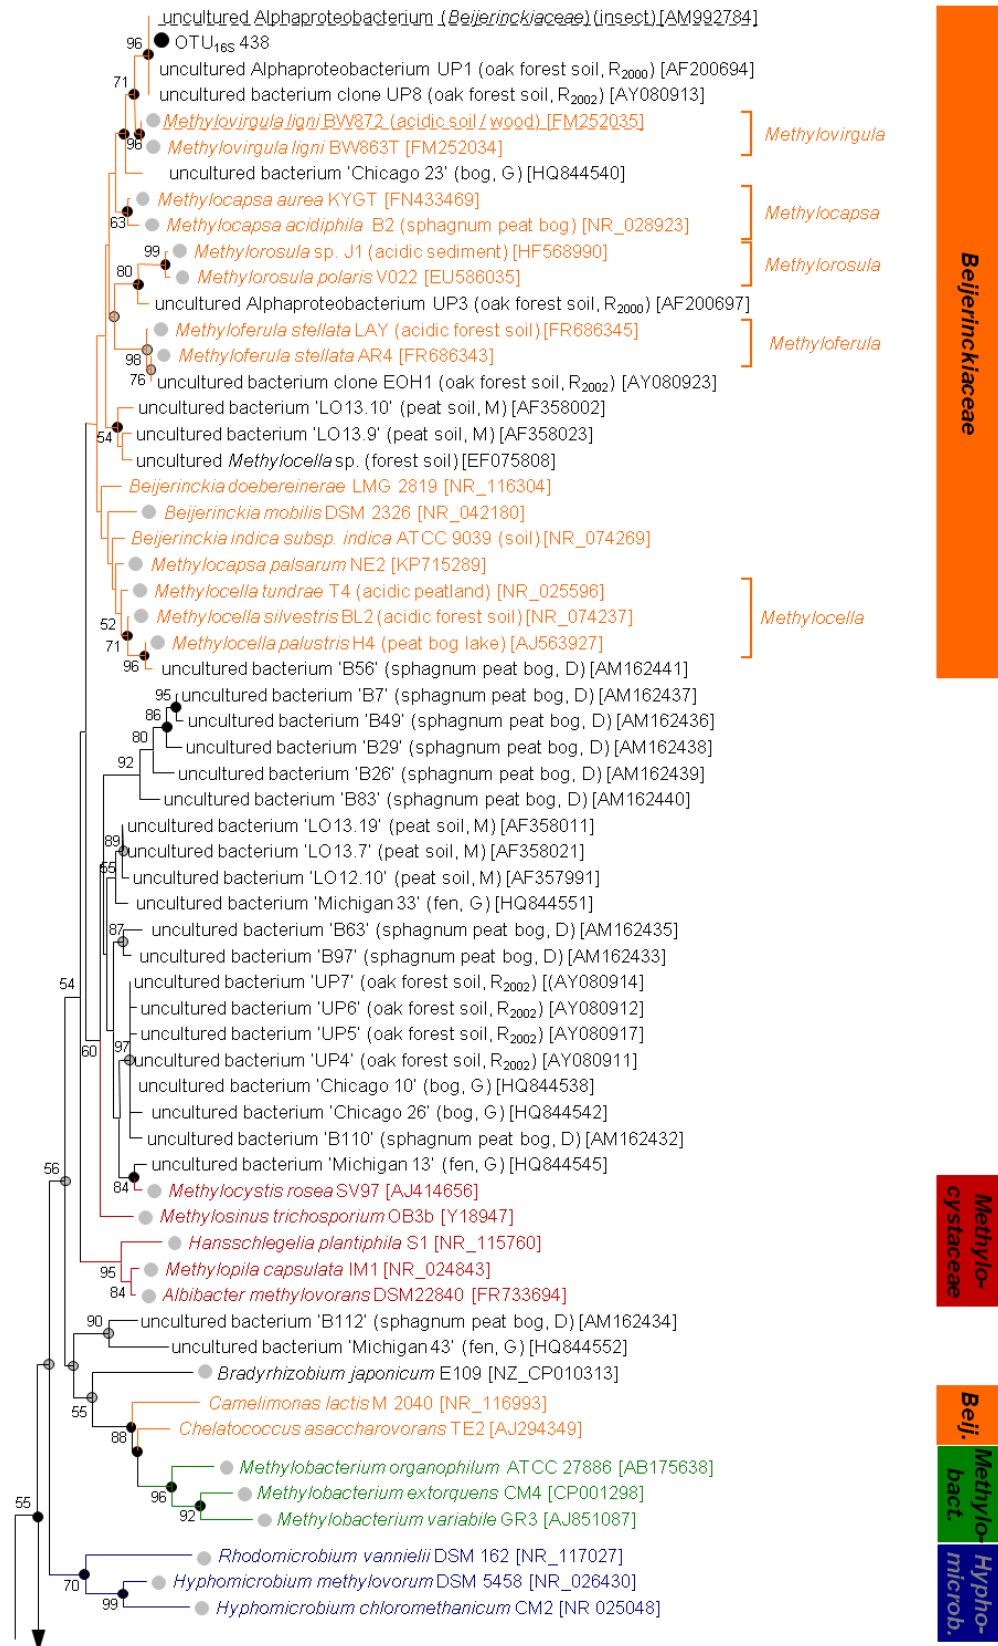 uncultured Alphaproteobacterium (Beijerinckiaceae) (insect) [AM992784]
96
OTU16S 438
71
uncultured Alphaproteobacterium UP1 (oak forest soil, R2000) [AF200694]
uncultured bacterium clone UP8 (oak forest soil, R2002) [AY080913]
Methylovirgula ligni BW872 (acidic soil / wood) [FM252035]
Methylovirgula
96
Methylovirgula ligni BW863T [FM252034]
uncultured bacterium 'Chicago 23' (bog, G) [HQ844540]
Methylocapsa aurea KYGT [FN433469]
Methylocapsa
63
Methylocapsa acidiphila B2 (sphagnum peat bog) [NR_028923]
99
Methylorosula sp. J1 (acidic sediment) [HF568990]
Methylorosula
80
Methylorosula polaris V022 [EU586035]
uncultured Alphaproteobacterium UP3 (oak forest soil, R2000) [AF200697]
Methyloferula stellata LAY (acidic forest soil) [FR686345]
Methyloferula
98
Methyloferula stellata AR4 [FR686343]
76
uncultured bacterium clone EOH1 (oak forest soil, R2002) [AY080923]
uncultured bacterium 'LO13.10' (peat soil, M) [AF358002]
54
uncultured bacterium 'LO13.9' (peat soil, M) [AF358023]
uncultured Methylocella sp. (forest soil) [EF075808]
Beijerinckia doebereinerae LMG 2819 [NR_116304]
Beijerinckia mobilis DSM 2326 [NR_042180]
Beijerinckia indica subsp. indica ATCC 9039 (soil) [NR_074269]
Methylocapsa palsarum NE2 [KP715289]
Methylocella tundrae T4 (acidic peatland) [NR_025596]
52
Methylocella silvestris BL2 (acidic forest soil) [NR_074237]
Methylocella
71
Methylocella palustris H4 (peat bog lake) [AJ563927]
96
uncultured bacterium 'B56' (sphagnum peat bog, D) [AM162441]
Beijerinckiaceae
95
uncultured bacterium 'B7' (sphagnum peat bog, D) [AM162437]
86
uncultured bacterium 'B49' (sphagnum peat bog, D) [AM162436]
80
uncultured bacterium 'B29' (sphagnum peat bog, D) [AM162438]
92
uncultured bacterium 'B26' (sphagnum peat bog, D) [AM162439]
uncultured bacterium 'B83' (sphagnum peat bog, D) [AM162440]
uncultured bacterium 'LO13.19' (peat soil, M) [AF358011]
89
uncultured bacterium 'LO13.7' (peat soil, M) [AF358021]
55
uncultured bacterium 'LO12.10' (peat soil, M) [AF357991]
uncultured bacterium 'Michigan 33' (fen, G) [HQ844551]
87
uncultured bacterium 'B63' (sphagnum peat bog, D) [AM162435]
uncultured bacterium 'B97' (sphagnum peat bog, D) [AM162433]
54
uncultured bacterium 'UP7' (oak forest soil, R2002) [(AY080914]
uncultured bacterium 'UP6' (oak forest soil, R2002) [AY080912]
uncultured bacterium 'UP5' (oak forest soil, R2002) [AY080917]
60
97
uncultured bacterium 'UP4' (oak forest soil, R2002) [AY080911]
uncultured bacterium 'Chicago 10' (bog, G) [HQ844538]
uncultured bacterium 'Chicago 26' (bog, G) [HQ844542]
uncultured bacterium 'B110' (sphagnum peat bog, D) [AM162432]
56
uncultured bacterium 'Michigan 13' (fen, G) [HQ844545]
84
Methylocystis rosea SV97 [AJ414656]
Methylosinus trichosporium OB3b [Y18947]
Hansschlegelia plantiphila S1 [NR_115760]
95
Methylopila capsulata IM1 [NR_024843]
84
Albibacter methylovorans DSM22840 [FR733694]
Methylo-
cystaceae
90
uncultured bacterium 'B112' (sphagnum peat bog, D) [AM162434]
uncultured bacterium 'Michigan 43' (fen, G) [HQ844552]
Bradyrhizobium japonicum E109 [NZ_CP010313]
55
Camelimonas lactis M 2040 [NR_116993]
88
Chelatococcus asaccharovorans TE2 [AJ294349]
Beij.
Methylobacterium organophilum ATCC 27886 [AB175638]
96
Methylobacterium extorquens CM4 [CP001298]
92
Methylobacterium variabile GR3 [AJ851087]
Methylo-
bact.
55
Rhodomicrobium vannielii DSM 162 [NR_117027]
70
Hyphomicrobium methylovorum DSM 5458 [NR_026430]
99
Hyphomicrobium chloromethanicum CM2 [NR 025048]
Hypho-
microb.